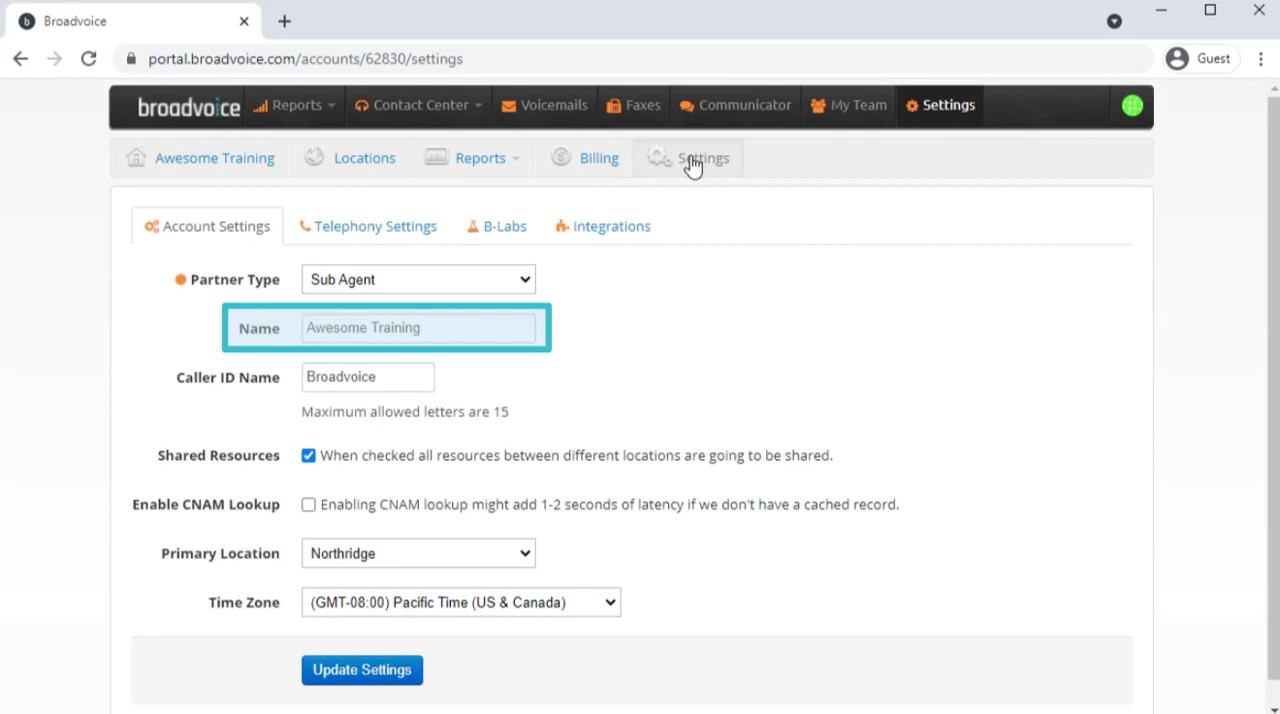 Broadvoice
portal.broadvoice.com/accounts/62830/settings
Guest
broadvoice Reports Contact Center Voicemails Faxes Communicator My Team Settings
Awesome Training Locations Reports Billing Settings
Account Settings Telephony Settings B-Labs Integrations
Partner Type Sub Agent
Name Awesome Training
Caller ID Name Broadvoice
Maximum allowed letters are 15
Shared Resources When checked all resources between different locations are going to be shared.
Enable CNAM Lookup Enabling CNAM lookup might add 1-2 seconds of latency if we don't have a cached record.
Primary Location Northridge
Time Zone (GMT-08:00) Pacific Time (US & Canada)
Update Settings